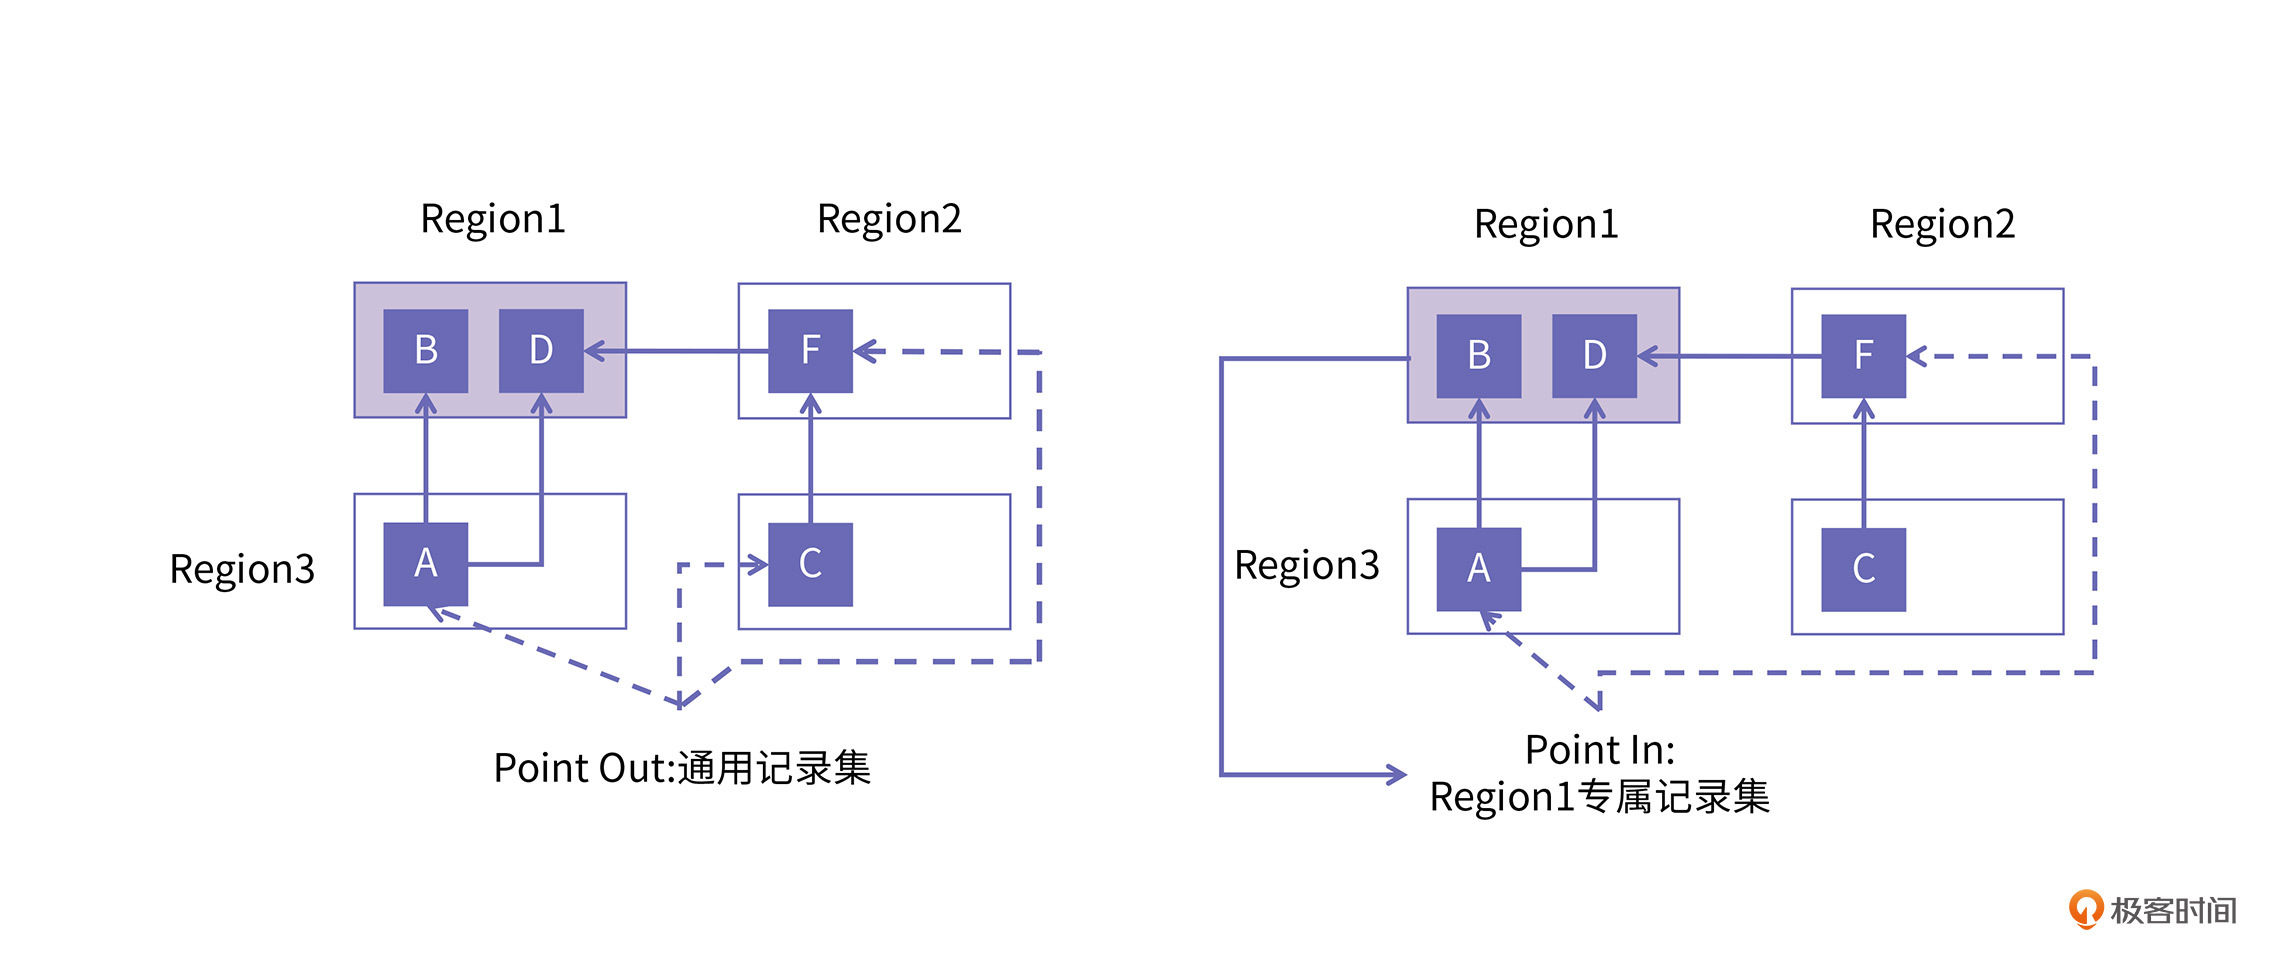 Region1
Region2
B
D
F
Region3
A
C
Point Out:通用记录集
Region1
Region2
B
D
F
Region3
A
C
Point In:
Region1专属记录集
极客时间